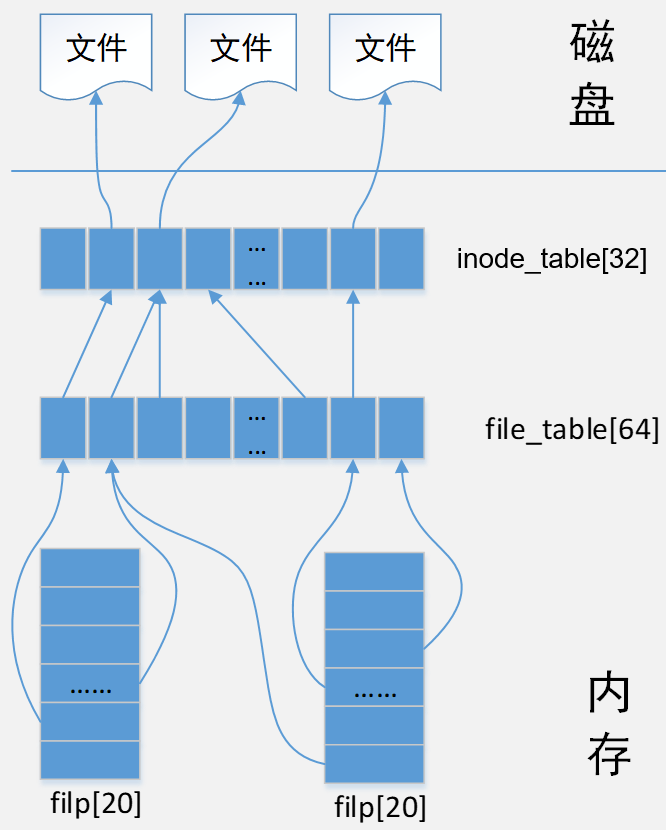 文件
文件
文件
磁
盘
...
...
inode_table[32]
...
...
file_table[64]
......
......
内
存
filp[20]
filp[20]